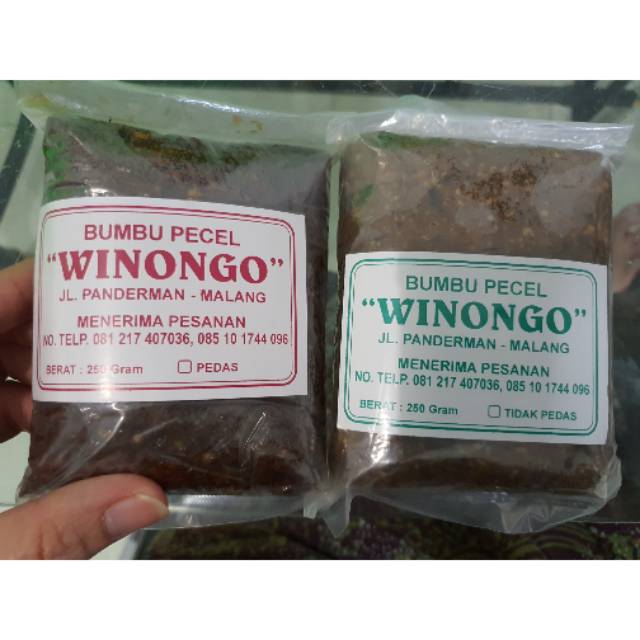 BUMBU PECEL
"WINONGO"
JL. PANDERMAN - MALANG
MENERIMA PESANAN
NO. TELP. 081 217 407036, 085 10 1744 096
BERAT : 250 Gram
PEDAS
BUMBU PECEL
"WINONGO"
JL. PANDERMAN - MALANG
MENERIMA PESANAN
NO. TELP. 081 217 407036, 085 10 1744 096
BERAT : 250 Gram
TIDAK PEDAS